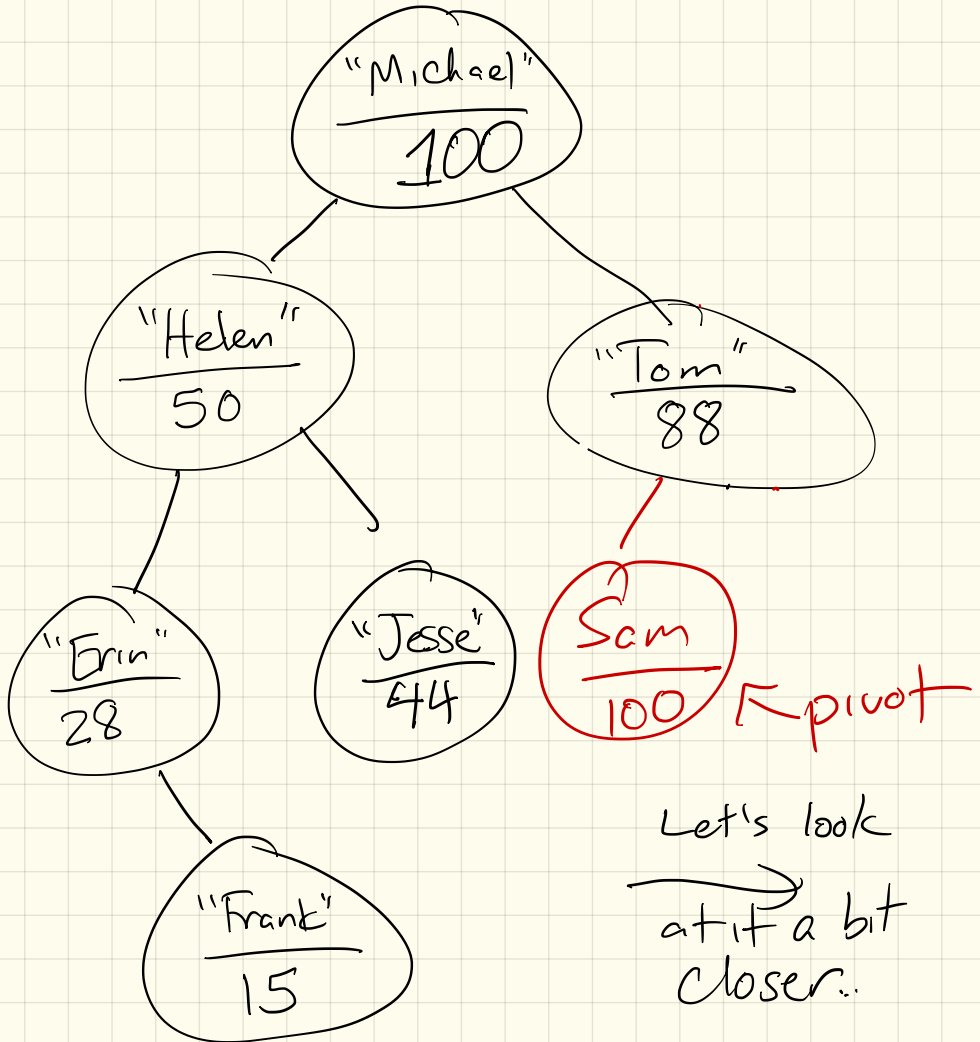 "Michael"
100
"Helen"
50
"Tom"
88
"Erin"
28
"Jesse"
44
Sam
100
pivot
"Frank"
15
Let's look
at it a bit
closer..